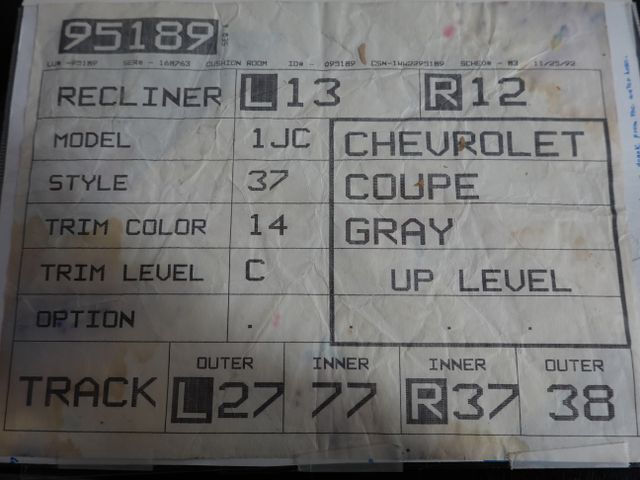 95189
LU# -95189 SER# - 168763 CUSHION ROOM ID# - 095189 CSN-1WW2295189 SCHED# - 83 11/25/92
RECLINER L13 R12
MODEL 1JC CHEVROLET
STYLE 37 COUPE
TRIM COLOR 14 GRAY
TRIM LEVEL C UP LEVEL
OPTION . . . .
OUTER INNER INNER OUTER
TRACK L27 77 R37 38